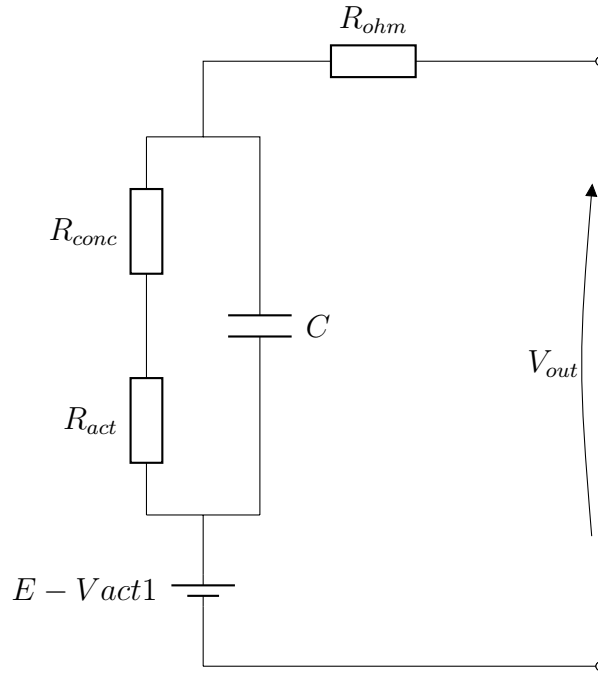 R_ohm
R_conc
C
V_out
R_act
E − Vact1